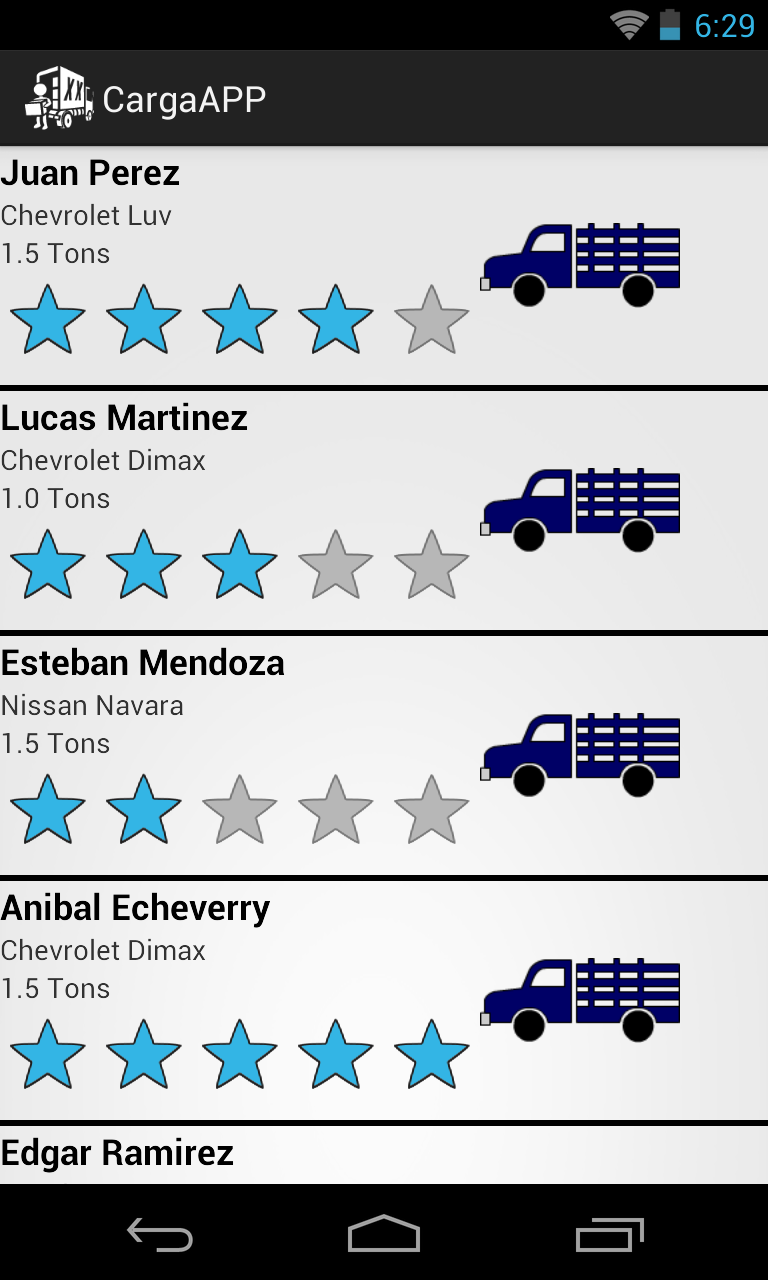 6:29
CargaAPP
Juan Perez
Chevrolet Luv
1.5 Tons
Lucas Martinez
Chevrolet Dimax
1.0 Tons
Esteban Mendoza
Nissan Navara
1.5 Tons
Anibal Echeverry
Chevrolet Dimax
1.5 Tons
Edgar Ramirez